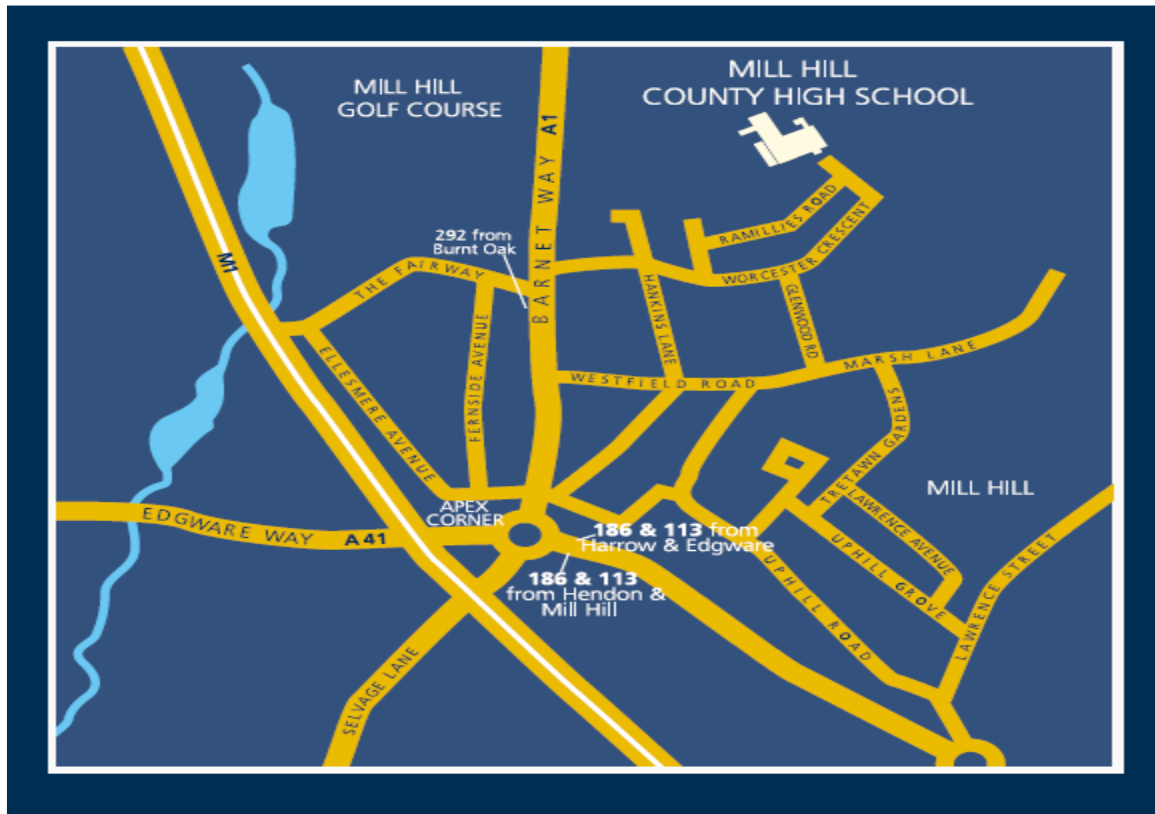 MILL HILL
COUNTY HIGH SCHOOL
MILL HILL
GOLF COURSE
BARNET WAY A1
M1
292 from
Burnt Oak
THE FAIRWAY
RAMILLIES ROAD
WORCESTER CRESCENT
HANKINS LANE
GLENWOOD RD
FERNSIDE AVENUE
ELLESMERE AVENUE
WESTFIELD ROAD
MARSH LANE
TRETAWN GARDENS
MILL HILL
LAWRENCE AVENUE
UPHILL GROVE
LAWRENCE STREET
APEX
CORNER
EDGWARE WAY A41
186 & 113 from
Harrow & Edgware
186 & 113
from Hendon &
Mill Hill
UPHILL ROAD
SELVAGE LANE